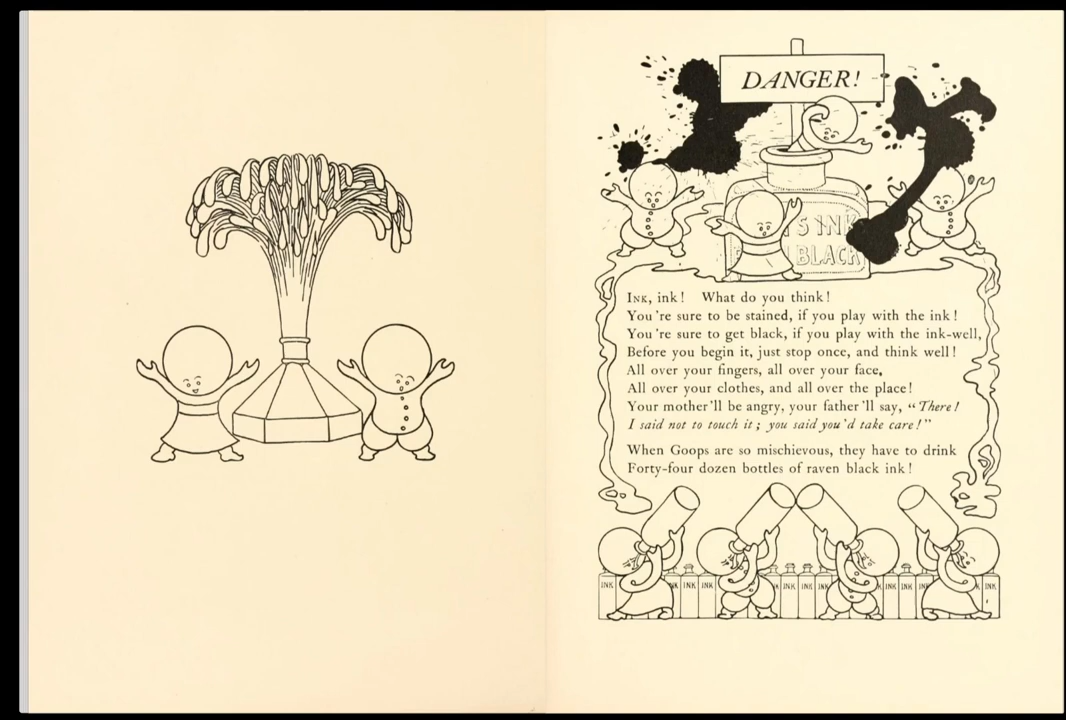 DANGER!
'S INK
BLACK
INK, ink! What do you think!
You're sure to be stained, if you play with the ink!
You're sure to get black, if you play with the ink-well,
Before you begin it, just stop once, and think well!
All over your fingers, all over your face,
All over your clothes, and all over the place!
Your mother'll be angry, your father'll say, "There!
I said not to touch it; you said you'd take care!"
When Goops are so mischievous, they have to drink
Forty-four dozen bottles of raven black ink!
INK INK INK INK INK INK INK